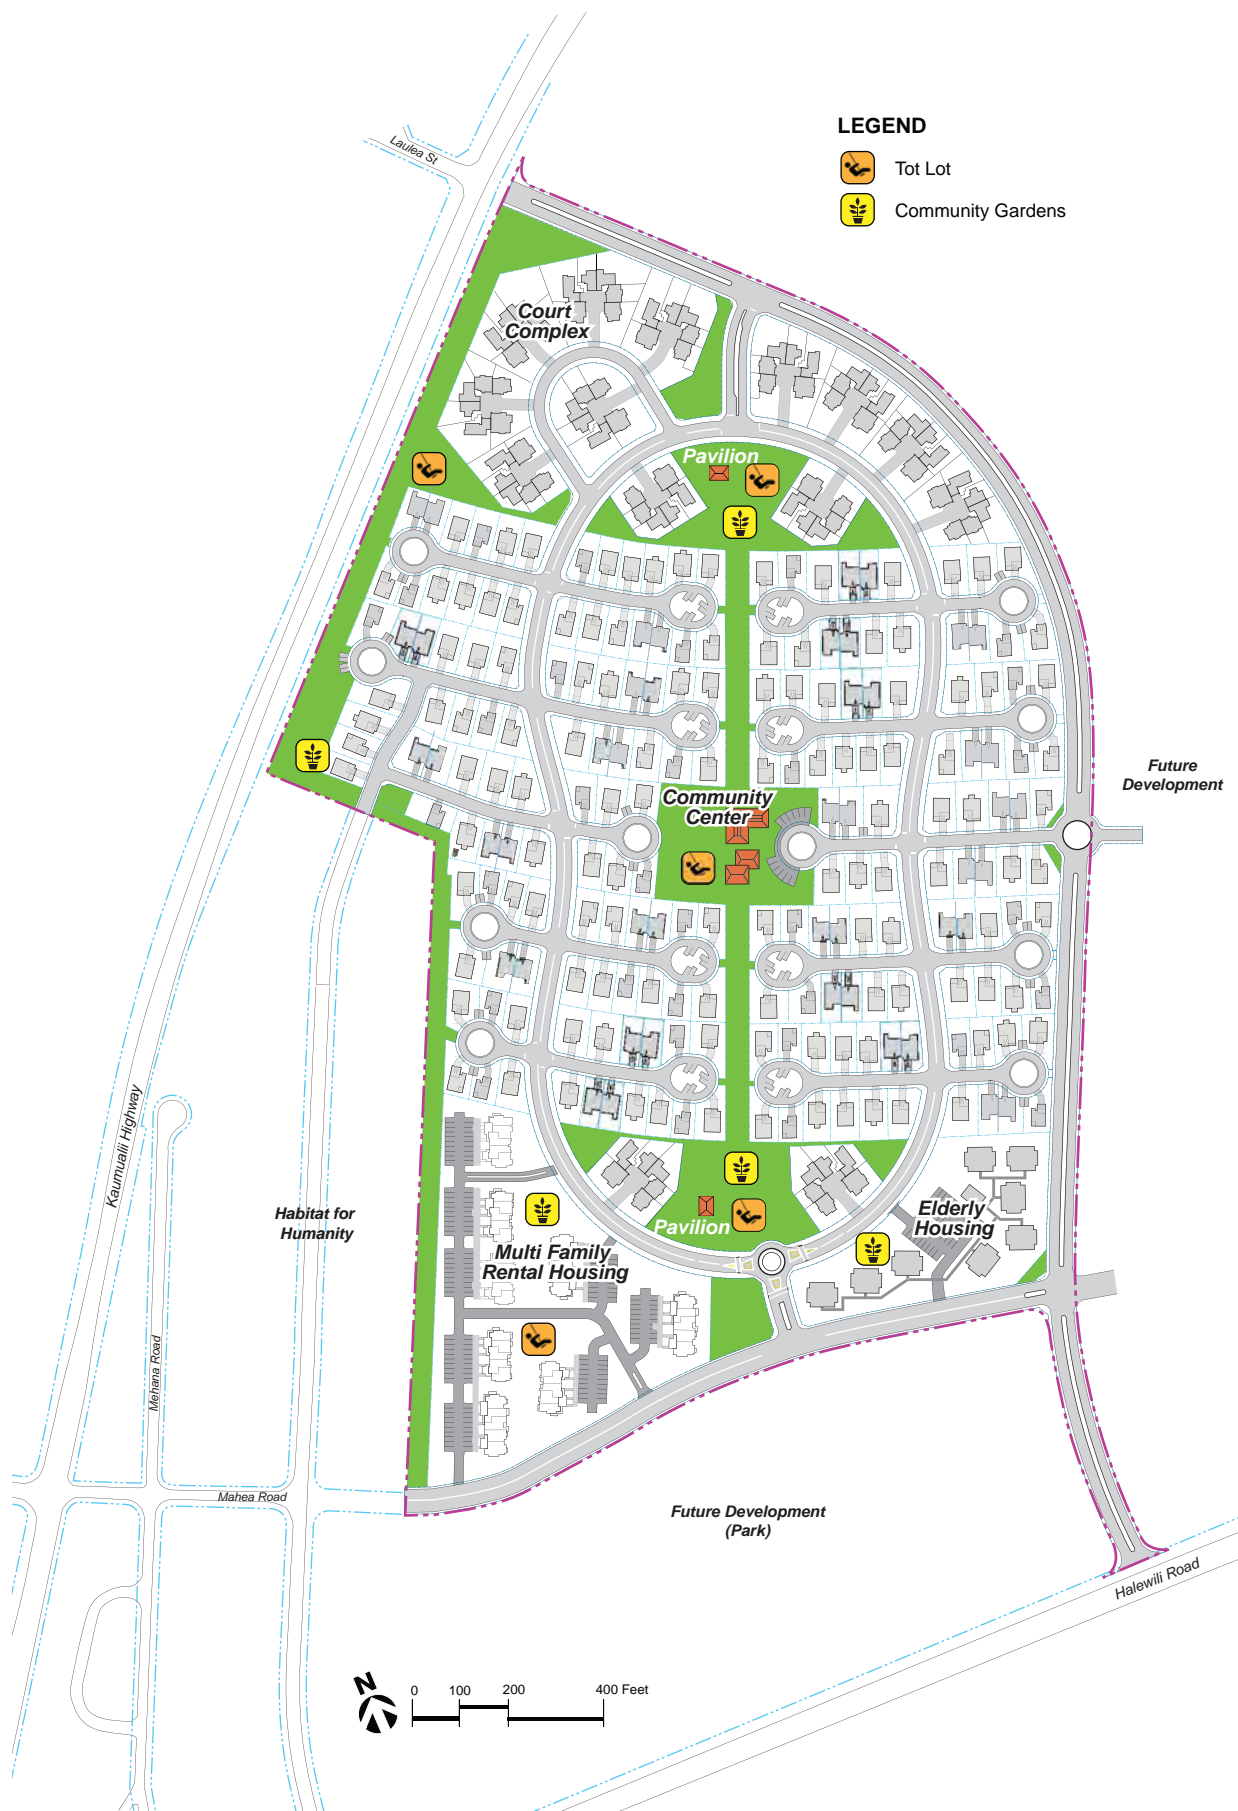 LEGEND
Tot Lot
Community Gardens
Laulea St
Court
Complex
Pavilion
Community
Center
Future
Development
Kaumualii Highway
Habitat for
Humanity
Mehana Road
Mahea Road
Multi Family
Rental Housing
Pavilion
Elderly
Housing
Future Development
(Park)
Halewili Road
N
0 100 200 400 Feet